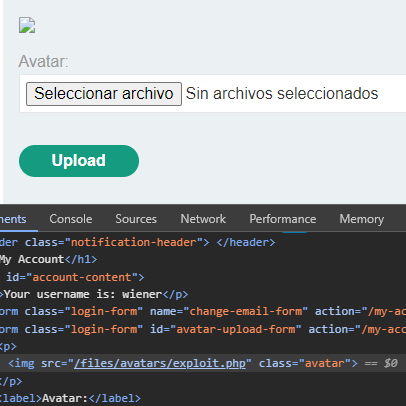 Avatar:
Seleccionar archivo Sin archivos seleccionados
Upload
nents Console Sources Network Performance Memory
der class="notification-header"> </header>
My Account</h1>
id="account-content">
>Your username is: wiener</p>
orm class="login-form" name="change-email-form" action="/my-ac
orm class="login-form" id="avatar-upload-form" action="/my-acc
<p>
<img src="/files/avatars/exploit.php" class="avatar"> == $0
</p>
<label>Avatar:</label>